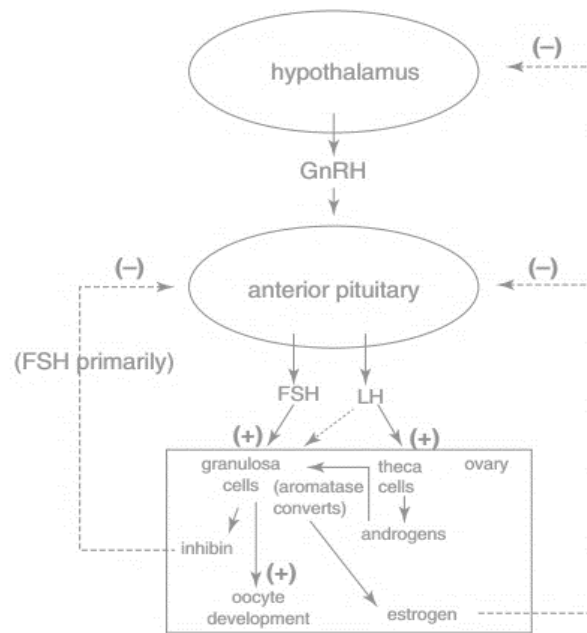 (–)
hypothalamus
GnRH
(–)
(–)
anterior pituitary
(FSH primarily)
FSH
LH
(+)
(+)
granulosa
cells
(aromatase
converts)
theca
cells
ovary
androgens
inhibin
(+)
oocyte
development
estrogen